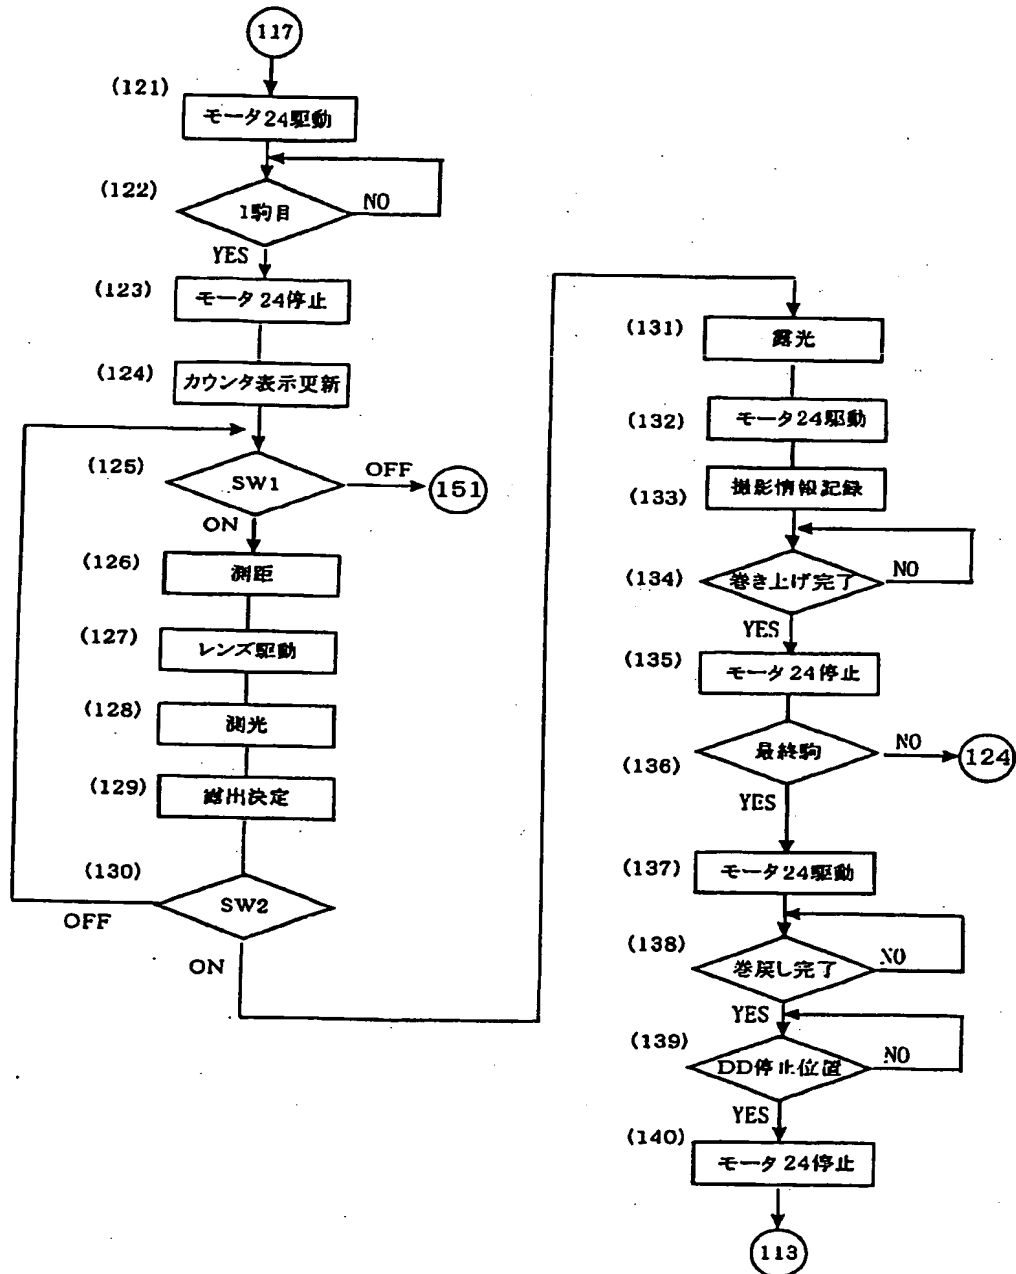 117
(121)
モータ24駆動
(122)
1駒目
NO
YES
(123)
モータ24停止
(124)
カウンタ表示更新
(125)
SW1
OFF
151
ON
(126)
測距
(127)
レンズ駆動
(128)
測光
(129)
露出決定
(130)
SW2
OFF
ON
(131)
露光
(132)
モータ24駆動
(133)
撮影情報記録
(134)
巻き上げ完了
NO
YES
(135)
モータ24停止
(136)
最終駒
NO
124
YES
(137)
モータ24駆動
(138)
巻戻し完了
NO
YES
(139)
DD停止位置
NO
YES
(140)
モータ24停止
113